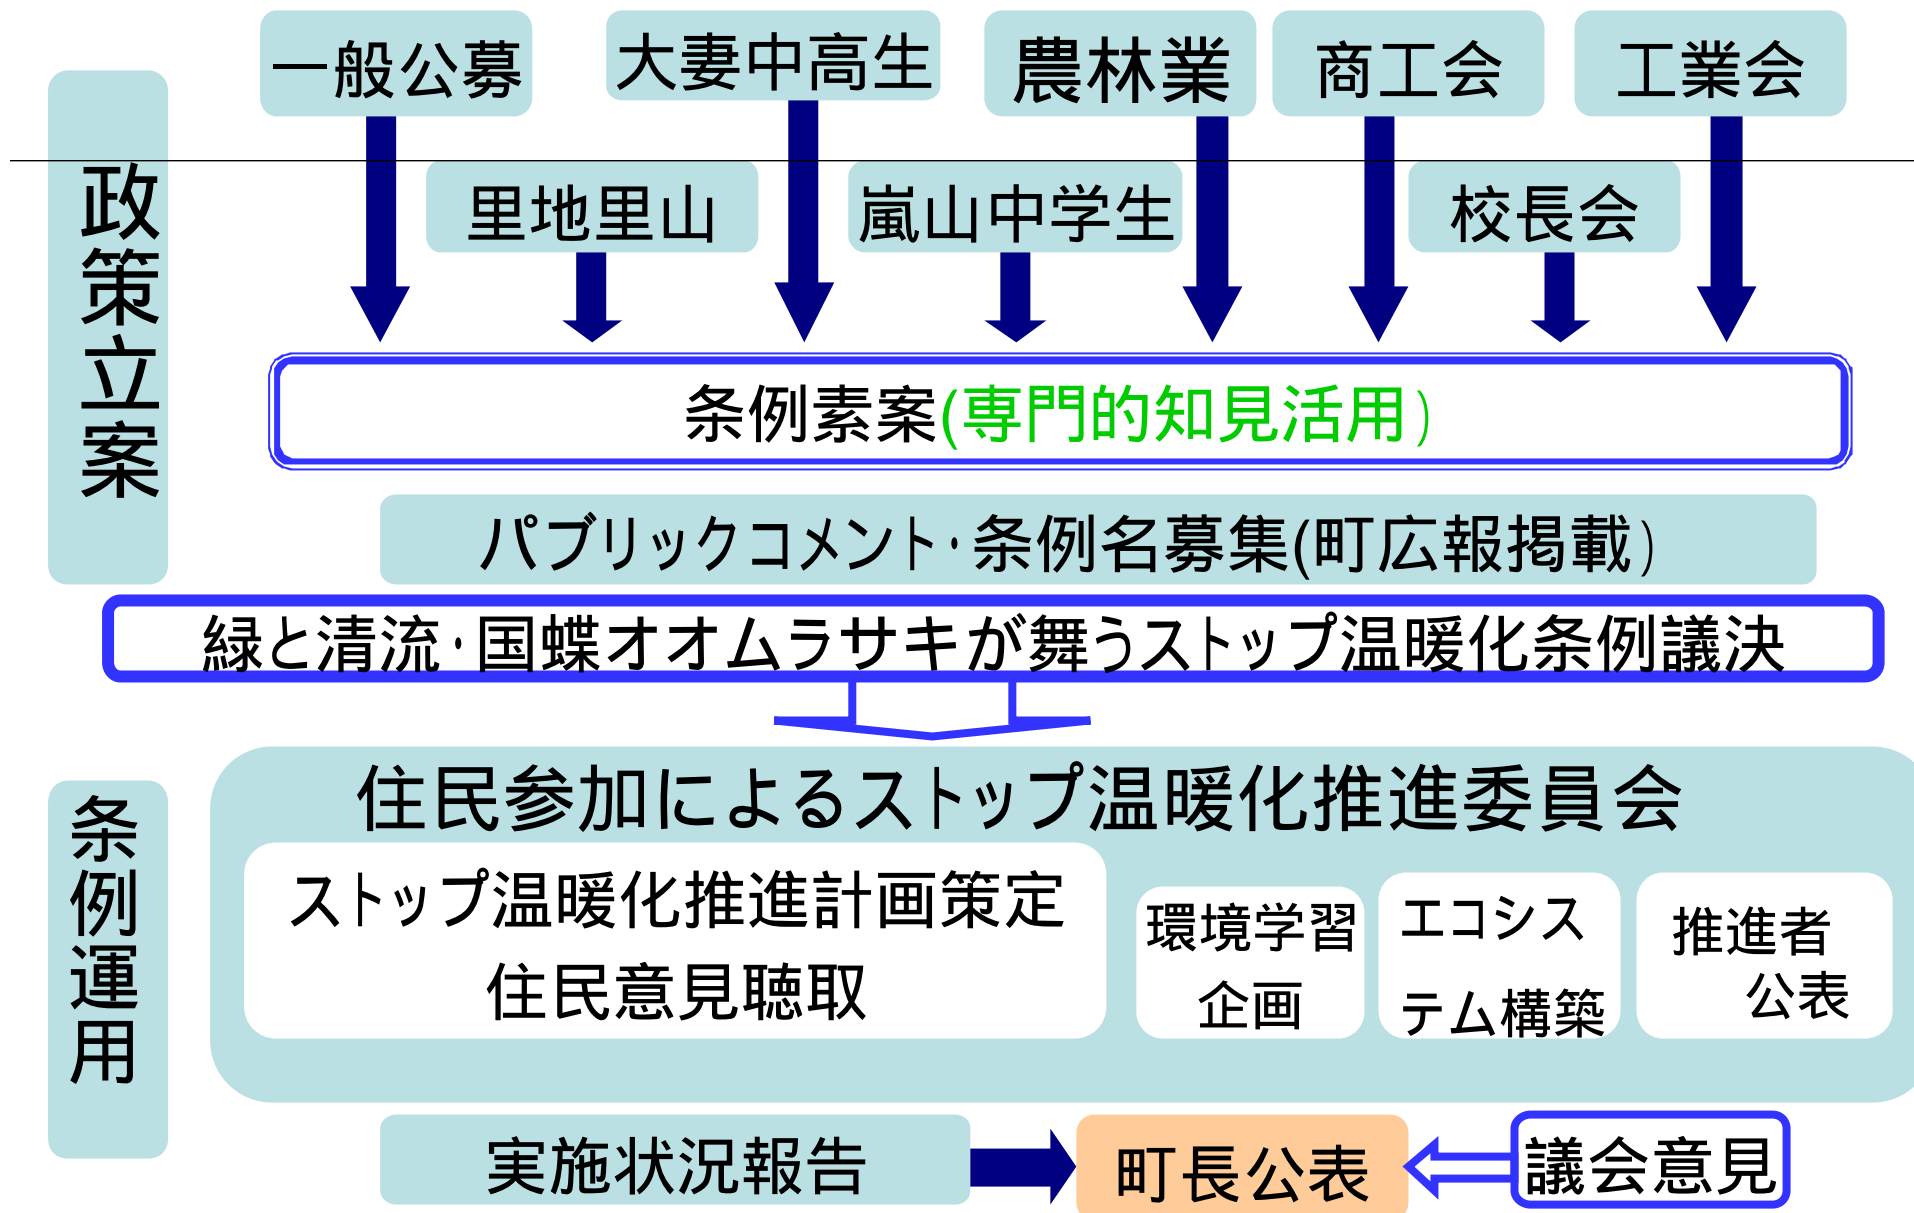 一般公募
大妻中高生
農林業
商工会
工業会
政策立案
里地里山
嵐山中学生
校長会
条例素案(専門的知見活用)
パブリックコメント・条例名募集(町広報掲載)
緑と清流・国蝶オオムラサキが舞うストップ温暖化条例議決
条例運用
住民参加によるストップ温暖化推進委員会
ストップ温暖化推進計画策定
住民意見聴取
環境学習
企画
エコシス
テム構築
推進者
公表
実施状況報告
町長公表
議会意見